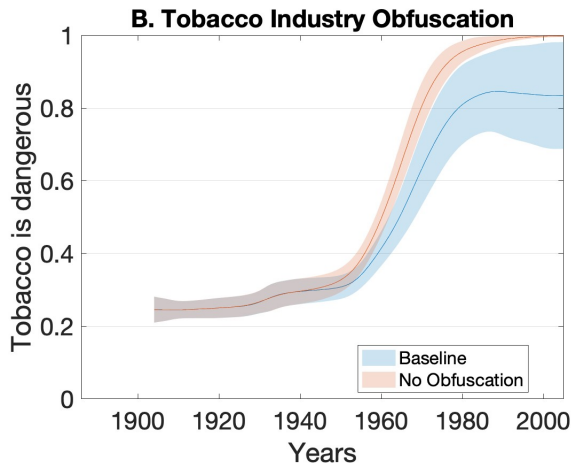 B. Tobacco Industry Obfuscation
Tobacco is dangerous
1
0.8
0.6
0.4
0.2
0
Baseline
No Obfuscation
1900 1920 1940 1960 1980 2000
Years